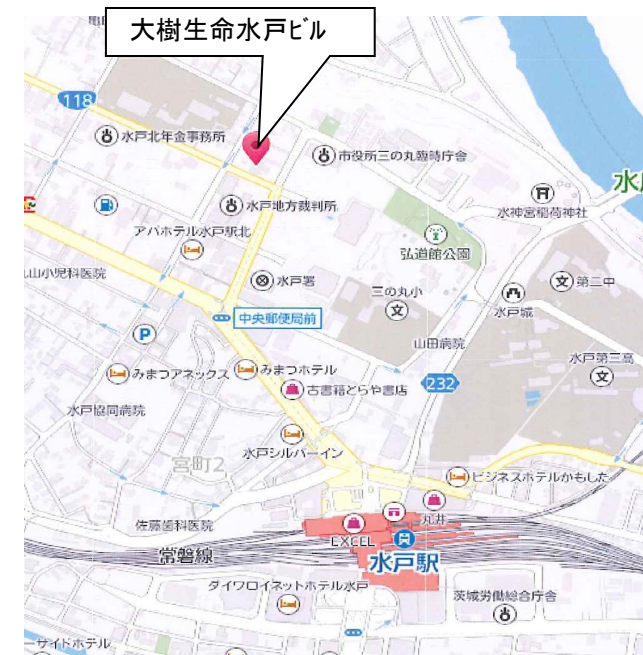 大樹生命水戸ビル
118
水戸北年金事務所
市役所三の丸臨時庁舎
水戸地方裁判所
水神宮稲荷神社
アパホテル水戸駅北
弘道館公園
山小児科医院
水戸署
三の丸小
第二中
水戸城
中央郵便局前
P
山田病院
水戸第三高
みまつアネックス
みまつホテル
古書籍とらや書店
232
水戸協同病院
水戸シルバーイン
宮町2
ビジネスホテルかもした
丸井
佐藤歯科医院
EXCEL
常磐線
水戸駅
ダイワロイネットホテル水戸
茨城労働総合庁舎
ーサイドホテル